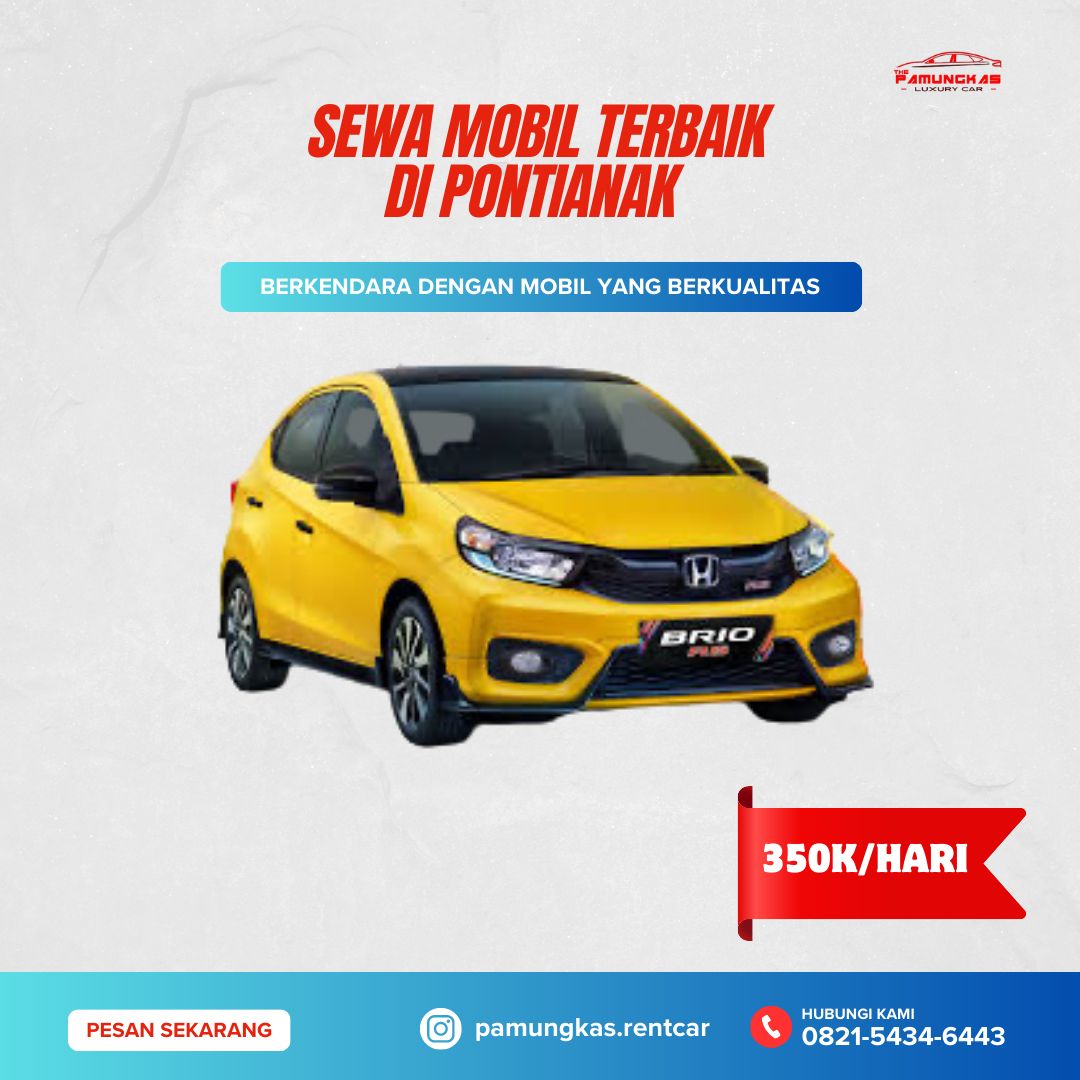 THE
PAMUNGKAS
- LUXURY CAR -
SEWA MOBIL TERBAIK
DI PONTIANAK
BERKENDARA DENGAN MOBIL YANG BERKUALITAS
BRIO
RS
350K/HARI
PESAN SEKARANG
pamungkas.rentcar
HUBUNGI KAMI
0821-5434-6443